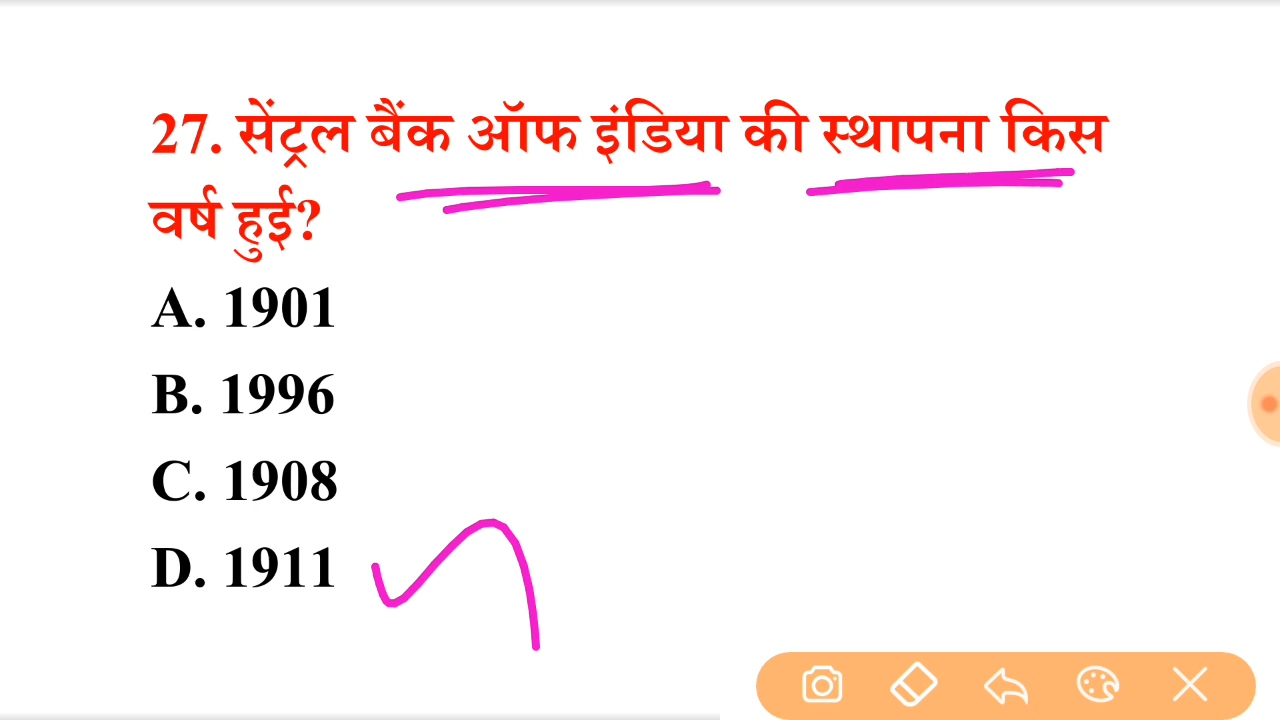 27. सेंट्रल बैंक ऑफ इंडिया की स्थापना किस
वर्ष हुई?
A. 1901
B. 1996
C. 1908
D. 1911